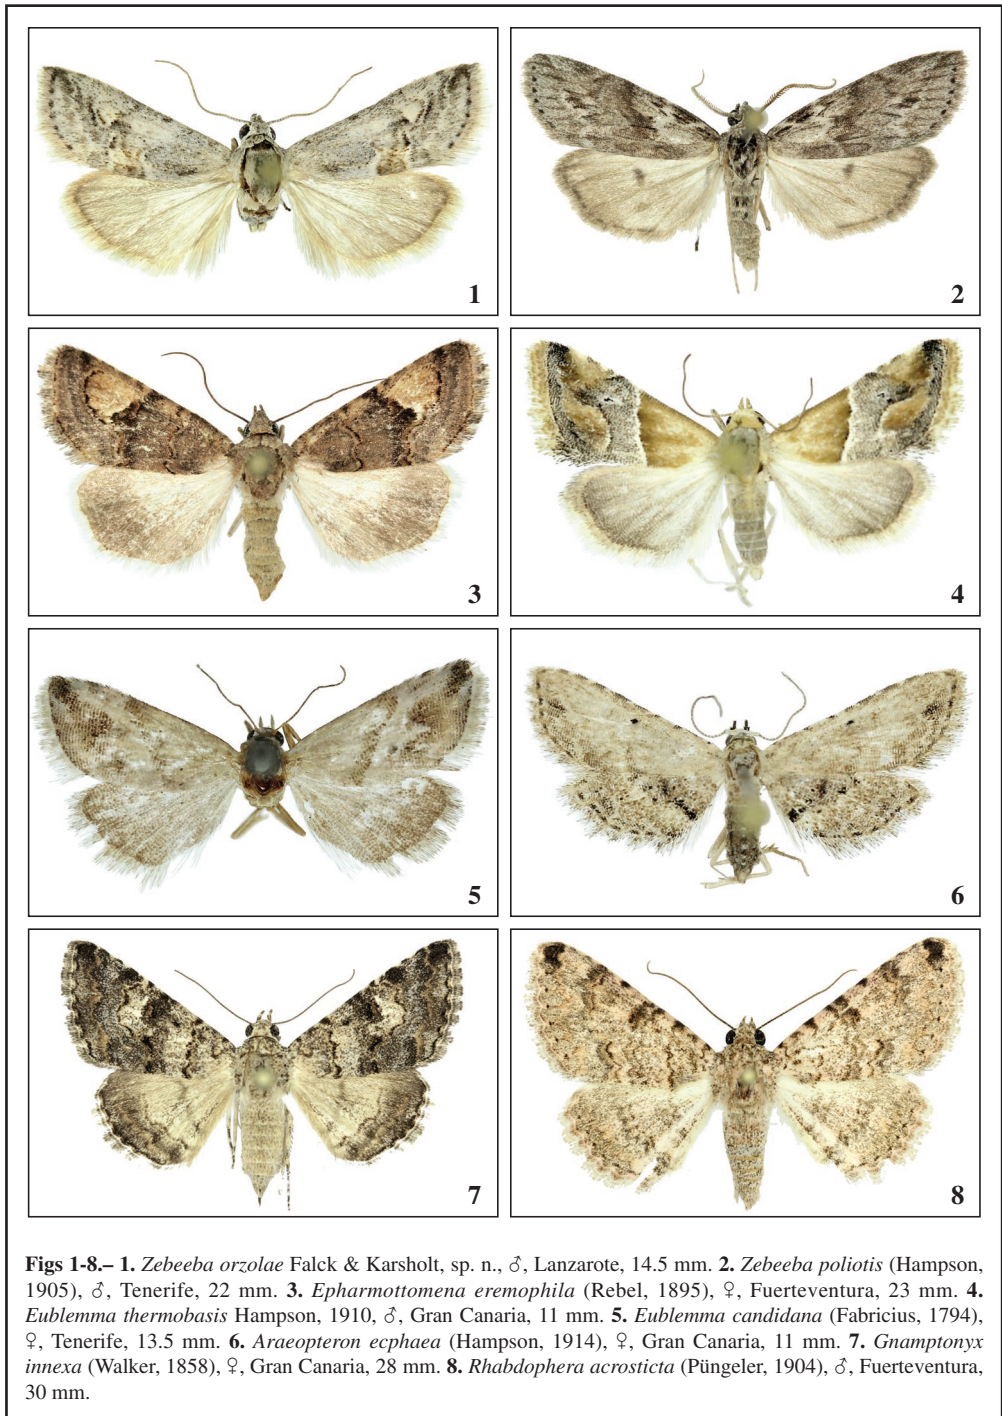 1
2
3
4
5
6
7
8
Figs 1-8.– 1. Zebeeba orzolae Falck & Karsholt, sp. n., ♂, Lanzarote, 14.5 mm. 2. Zebeeba poliotis (Hampson,
1905), ♂, Tenerife, 22 mm. 3. Epharmottomena eremophila (Rebel, 1895), ♀, Fuerteventura, 23 mm. 4.
Eublemma thermobasis Hampson, 1910, ♂, Gran Canaria, 11 mm. 5. Eublemma candidana (Fabricius, 1794),
♀, Tenerife, 13.5 mm. 6. Araeopteron ecphaea (Hampson, 1914), ♀, Gran Canaria, 11 mm. 7. Gnamptonyx
innexa (Walker, 1858), ♀, Gran Canaria, 28 mm. 8. Rhabdophera acrosticta (Püngeler, 1904), ♂, Fuerteventura,
30 mm.